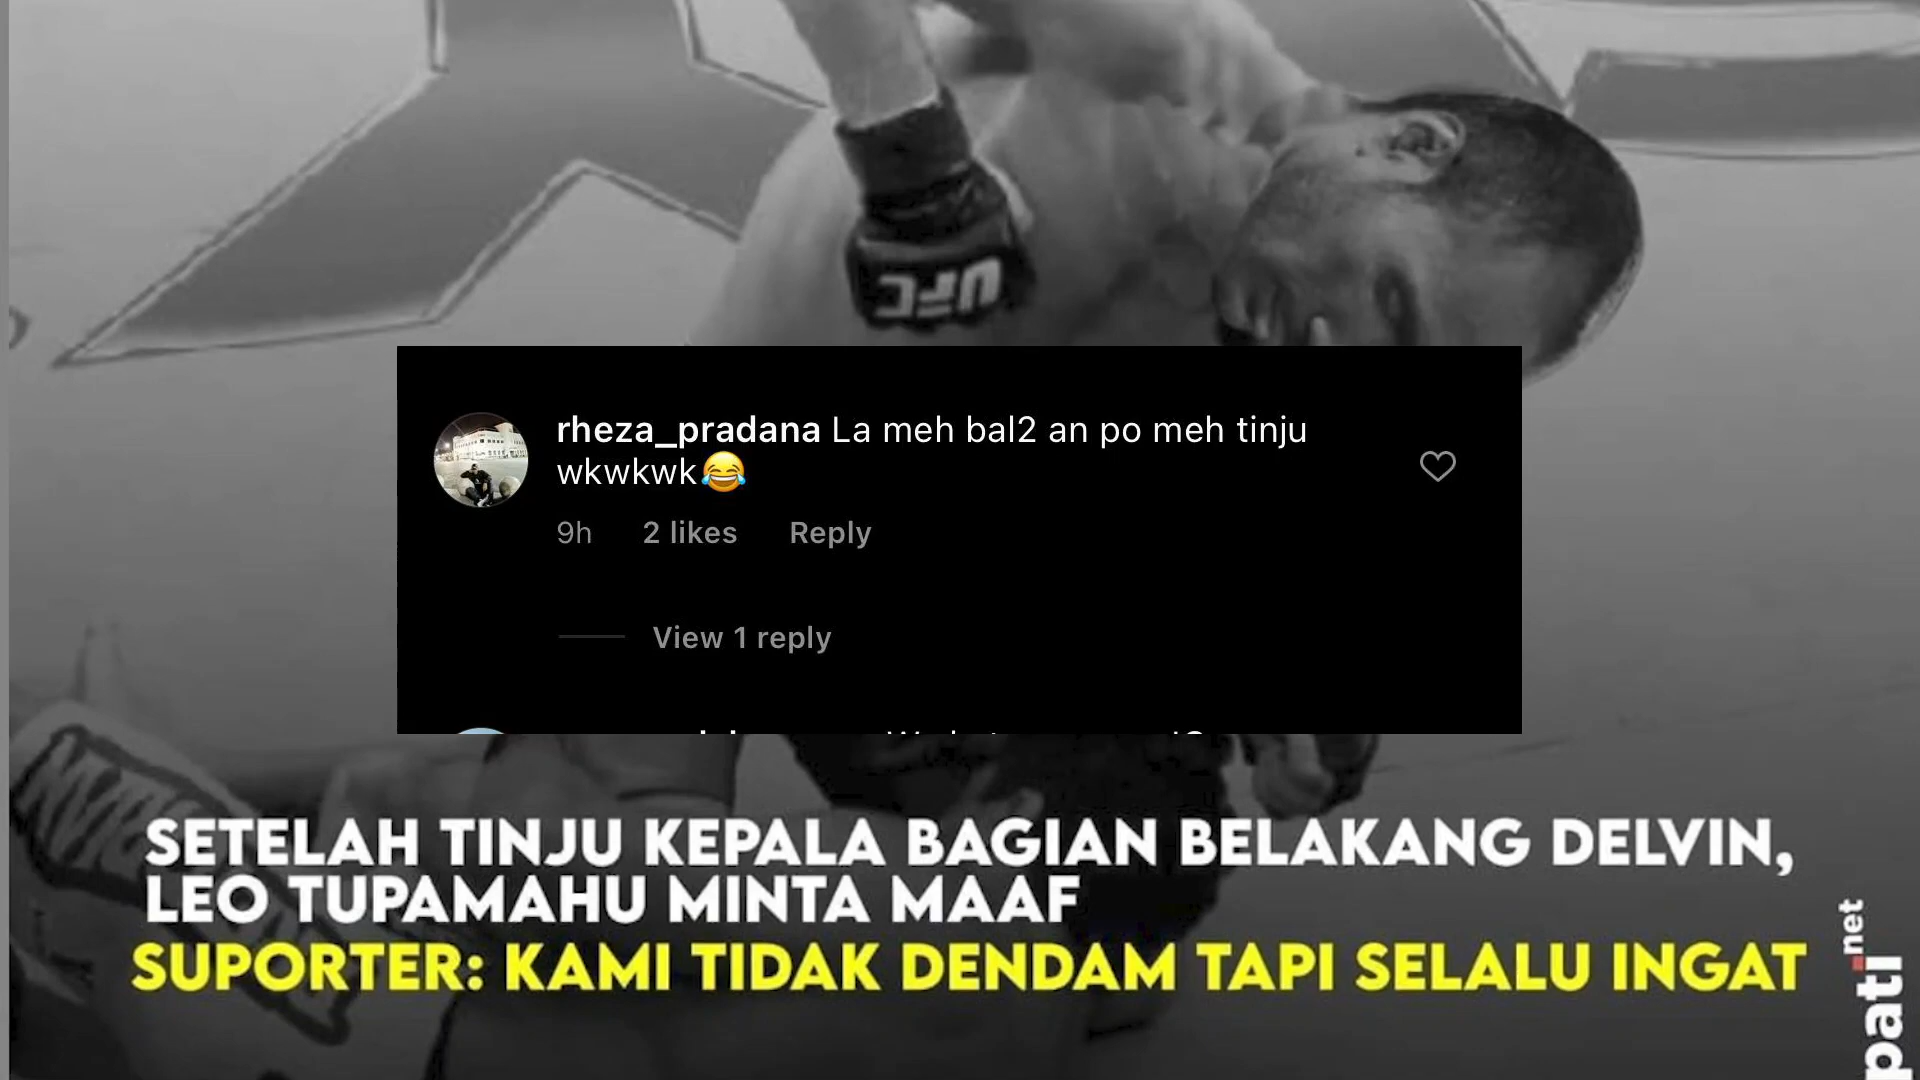 UFC
rheza_pradana La meh bal2 an po meh tinju
wkwkwk😂
9h 2 likes Reply
View 1 reply
SETELAH TINJU KEPALA BAGIAN BELAKANG DELVIN,
LEO TUPAMAHU MINTA MAAF
SUPORTER: KAMI TIDAK DENDAM TAPI SELALU INGAT
pati.net